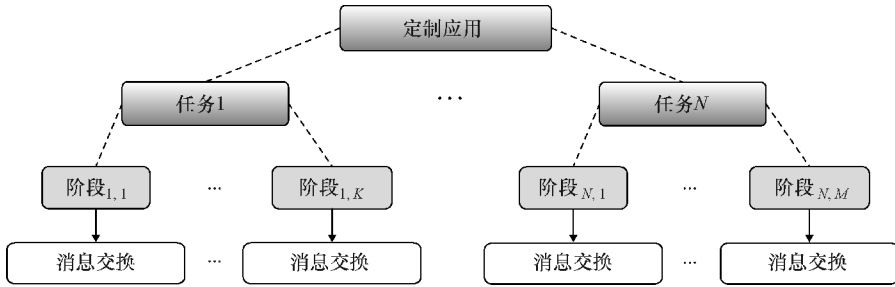 定制应用
任务1 … 任务N
阶段1, 1 … 阶段1, K 阶段N, 1 … 阶段N, M
消息交换 … 消息交换 消息交换 … 消息交换